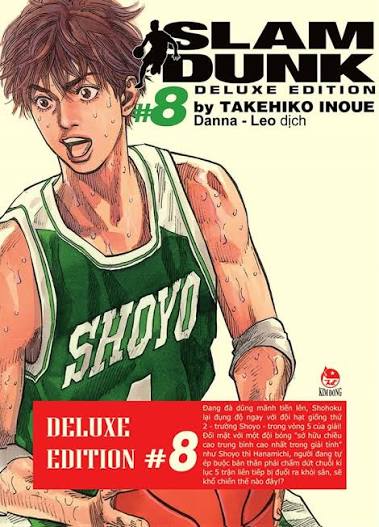 SLAM
DUNK
DELUXE EDITION
#8
by TAKEHIKO INOUE
Danna - Leo dịch
SHOYO
DELUXE
EDITION #8
Đang đà dũng mãnh tiến lên, Shohoku
lại đụng độ ngay với đội hạt giống thứ
2 - trường Shoyo - trong vòng 5 của giải!
Đối mặt với một đội bóng "sở hữu chiều
cao trung bình cao nhất trong giải tỉnh"
như Shoyo thì Hanamichi, người đang tự
ép buộc bản thân phải chấm dứt chuỗi kỉ
lục 5 trận liên tiếp bị đuổi ra khỏi sân, sẽ
khổ chiến thế nào đây!?
KIM ĐỒNG